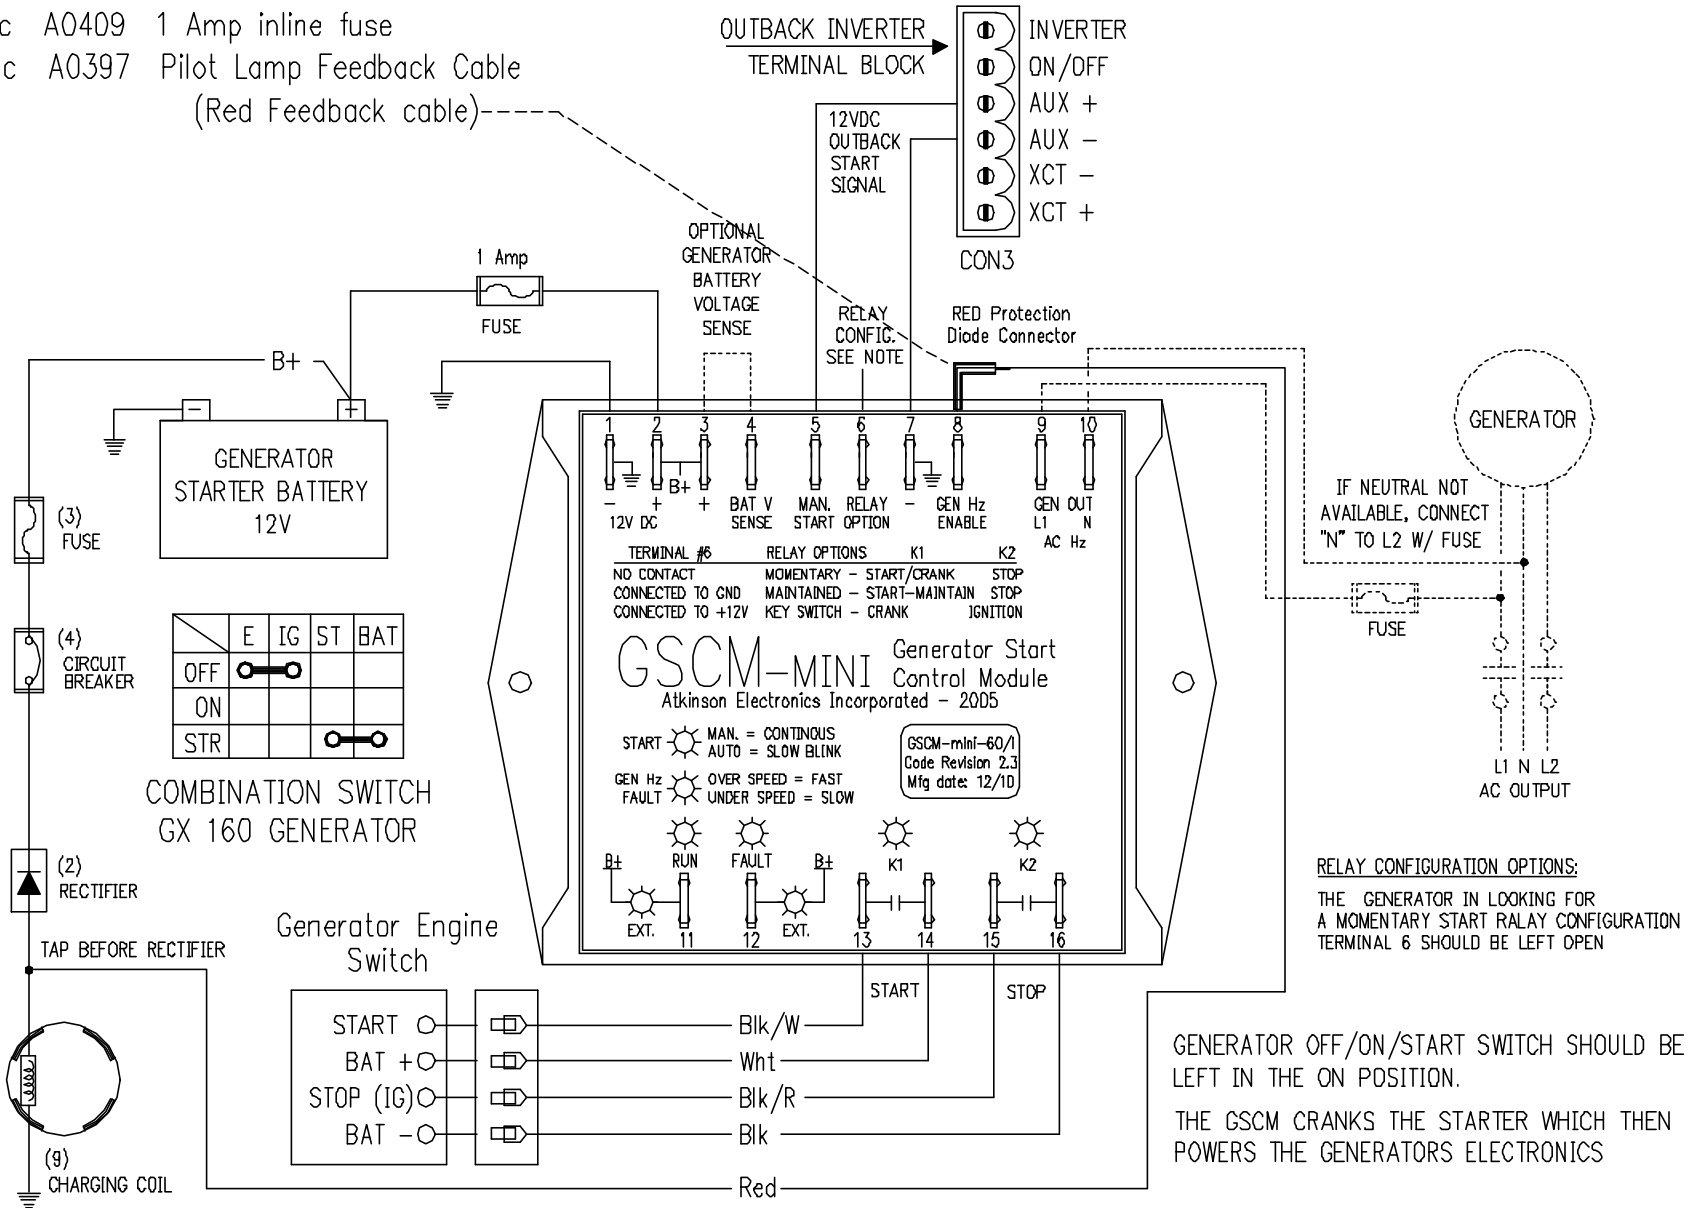 c A0409 1 Amp inline fuse
c A0397 Pilot Lamp Feedback Cable
(Red Feedback cable)
OUTBACK INVERTER
TERMINAL BLOCK
INVERTER
ON/OFF
AUX +
AUX -
XCT -
XCT +
CON3
12VDC
OUTBACK
START
SIGNAL
OPTIONAL
GENERATOR
BATTERY
VOLTAGE
SENSE
1 Amp
FUSE
RELAY
CONFIG.
SEE NOTE
RED Protection
Diode Connector
B+
- +
GENERATOR
STARTER BATTERY
12V
(3)
FUSE
(4)
CIRCUIT
BREAKER
E IG ST BAT
OFF
ON
STR
COMBINATION SWITCH
GX 160 GENERATOR
(2)
RECTIFIER
TAP BEFORE RECTIFIER
(9)
CHARGING COIL
1 2 3 4 5 6 7 8 9 10
B+
- + + BAT V MAN. RELAY - GEN Hz GEN OUT
12V DC SENSE START OPTION ENABLE L1 N
AC Hz
TERMINAL #6 RELAY OPTIONS K1 K2
NO CONTACT MOMENTARY - START/CRANK STOP
CONNECTED TO GND MAINTAINED - START-MAINTAIN STOP
CONNECTED TO +12V KEY SWITCH - CRANK IGNITION
GSCM-MINI Generator Start
Control Module
Atkinson Electronics Incorporated - 2005
START MAN. = CONTINOUS
AUTO = SLOW BLINK
GEN Hz OVER SPEED = FAST
FAULT UNDER SPEED = SLOW
GSCM-mini-60/1
Code Revision 2.3
Mfg date: 12/10
B+ RUN FAULT B+ K1 K2
EXT. 11 12 EXT. 13 14 15 16
START STOP
Generator Engine
Switch
START Blk/W
BAT + Wht
STOP (IG) Blk/R
BAT - Blk
Red
GENERATOR
IF NEUTRAL NOT
AVAILABLE, CONNECT
"N" TO L2 W/ FUSE
FUSE
L1 N L2
AC OUTPUT
RELAY CONFIGURATION OPTIONS:
THE GENERATOR IN LOOKING FOR
A MOMENTARY START RALAY CONFIGURATION
TERMINAL 6 SHOULD BE LEFT OPEN
GENERATOR OFF/ON/START SWITCH SHOULD BE
LEFT IN THE ON POSITION.
THE GSCM CRANKS THE STARTER WHICH THEN
POWERS THE GENERATORS ELECTRONICS